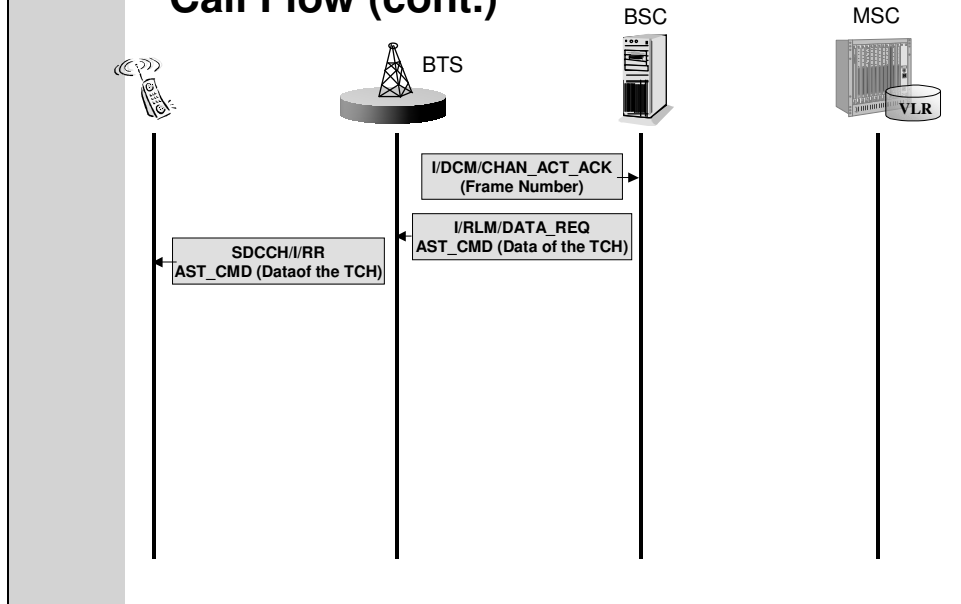 Call Flow (cont.)
BSC
MSC
BTS
VLR
I/DCM/CHAN_ACT_ACK
(Frame Number)
I/RLM/DATA_REQ
AST_CMD (Data of the TCH)
SDCCH/I/RR
AST_CMD (Dataof the TCH)